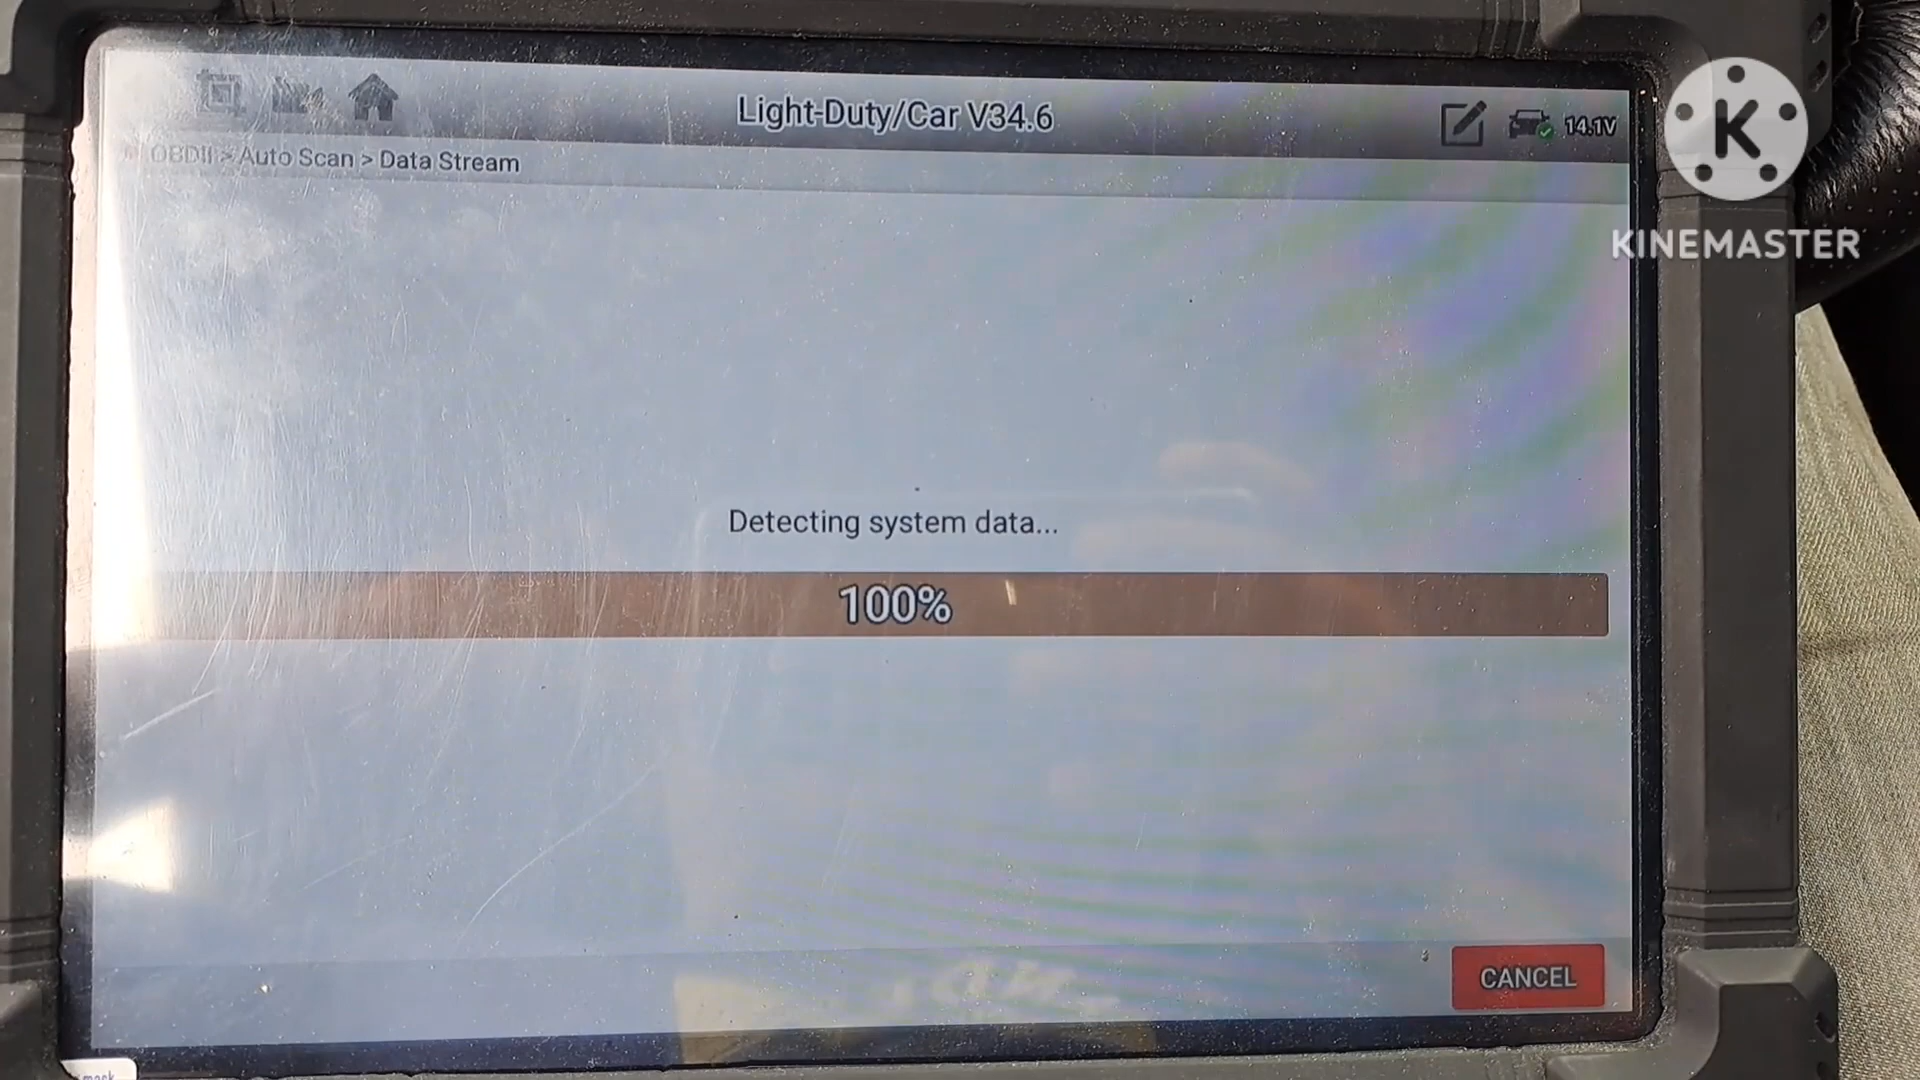 Light-Duty/Car V34.6
14.1V
OBDII > Auto Scan > Data Stream
K
KINEMASTER
Detecting system data...
100%
CANCEL